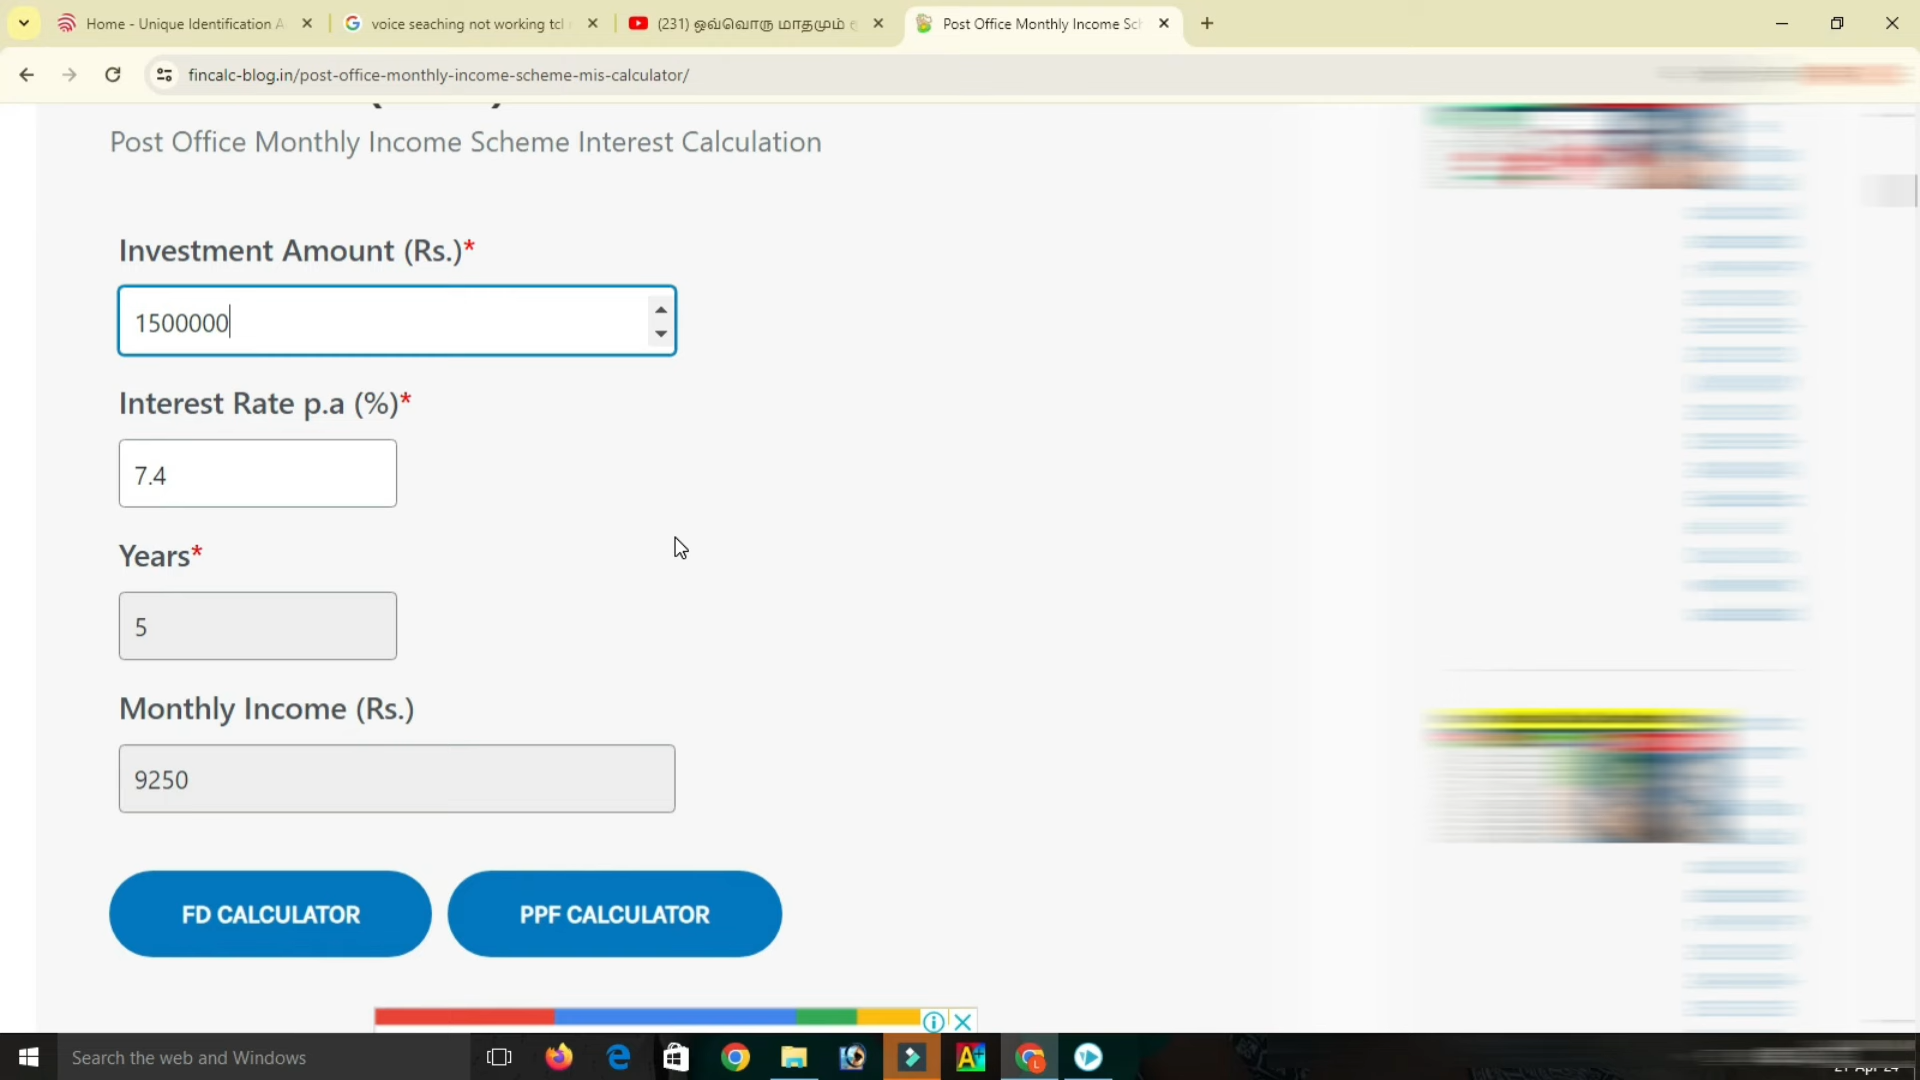 Home - Unique Identification A
voice seaching not working tcl
(231) ஒவ்வொரு மாதமும்
Post Office Monthly Income Sch
fincalc-blog.in/post-office-monthly-income-scheme-mis-calculator/
Post Office Monthly Income Scheme Interest Calculation
Investment Amount (Rs.)*
1500000
Interest Rate p.a (%)*
7.4
Years*
5
Monthly Income (Rs.)
9250
FD CALCULATOR
PPF CALCULATOR
Search the web and Windows